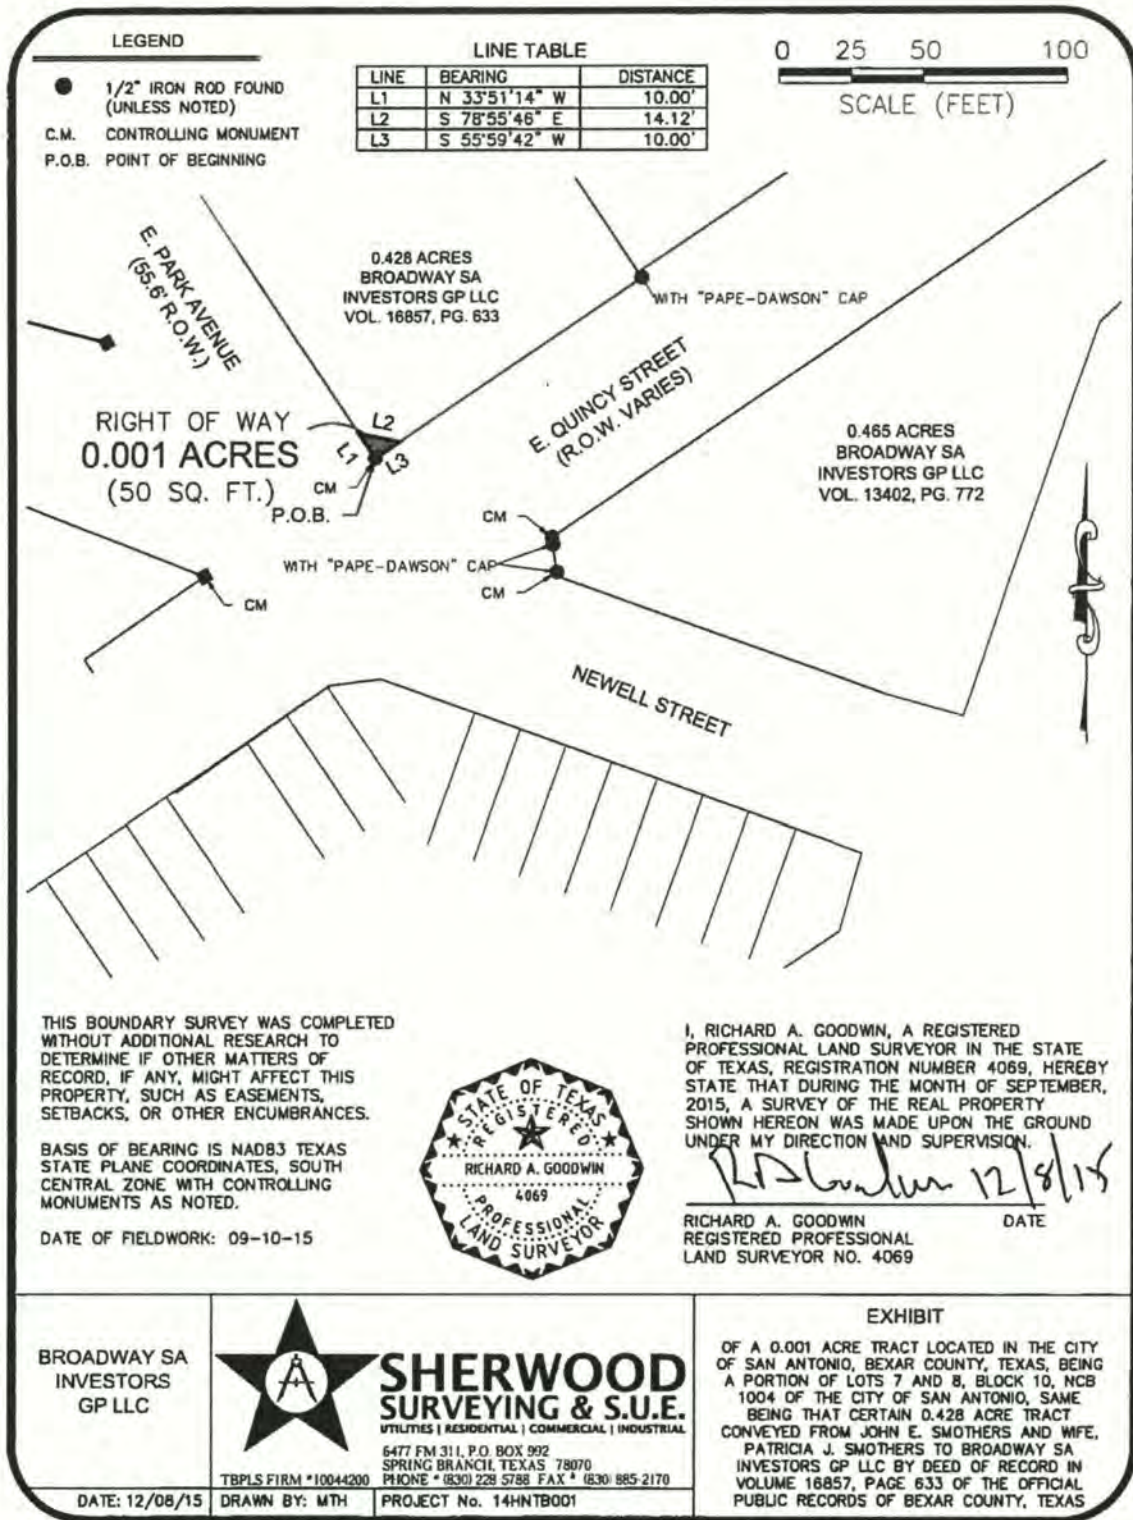 LEGEND
1/2" IRON ROD FOUND
(UNLESS NOTED)
C.M. CONTROLLING MONUMENT
P.O.B. POINT OF BEGINNING
LINE TABLE
LINE BEARING DISTANCE
L1 N 33°51'14" W 10.00'
L2 S 78°55'46" E 14.12'
L3 S 55°59'42" W 10.00'
0 25 50 100
SCALE (FEET)
E. PARK AVENUE
(55.6' R.O.W.)
0.428 ACRES
BROADWAY SA
INVESTORS GP LLC
VOL. 16857, PG. 633
WITH "PAPE-DAWSON" CAP
E. QUINCY STREET
(R.O.W. VARIES)
RIGHT OF WAY
0.001 ACRES
(50 SQ. FT.)
L2
L1
L3
CM
P.O.B.
0.465 ACRES
BROADWAY SA
INVESTORS GP LLC
VOL. 13402, PG. 772
CM
WITH "PAPE-DAWSON" CAP
CM
CM
NEWELL STREET
THIS BOUNDARY SURVEY WAS COMPLETED
WITHOUT ADDITIONAL RESEARCH TO
DETERMINE IF OTHER MATTERS OF
RECORD, IF ANY, MIGHT AFFECT THIS
PROPERTY, SUCH AS EASEMENTS,
SETBACKS, OR OTHER ENCUMBRANCES.
BASIS OF BEARING IS NAD83 TEXAS
STATE PLANE COORDINATES, SOUTH
CENTRAL ZONE WITH CONTROLLING
MONUMENTS AS NOTED.
DATE OF FIELDWORK: 09-10-15
STATE OF TEXAS
REGISTERED
RICHARD A. GOODWIN
4069
PROFESSIONAL
LAND SURVEYOR
I, RICHARD A. GOODWIN, A REGISTERED
PROFESSIONAL LAND SURVEYOR IN THE STATE
OF TEXAS, REGISTRATION NUMBER 4069, HEREBY
STATE THAT DURING THE MONTH OF SEPTEMBER,
2015, A SURVEY OF THE REAL PROPERTY
SHOWN HEREON WAS MADE UPON THE GROUND
UNDER MY DIRECTION AND SUPERVISION.
12/8/15
RICHARD A. GOODWIN DATE
REGISTERED PROFESSIONAL
LAND SURVEYOR NO. 4069
BROADWAY SA
INVESTORS
GP LLC
DATE: 12/08/15
SHERWOOD
SURVEYING & S.U.E.
UTILITIES | RESIDENTIAL | COMMERCIAL | INDUSTRIAL
6477 FM 311, P.O. BOX 992
SPRING BRANCH, TEXAS 78070
TBPLS FIRM #10044200 PHONE # (830) 228 5788 FAX # (830) 885-2170
DRAWN BY: MTH PROJECT No. 14HNTB001
EXHIBIT
OF A 0.001 ACRE TRACT LOCATED IN THE CITY
OF SAN ANTONIO, BEXAR COUNTY, TEXAS, BEING
A PORTION OF LOTS 7 AND 8, BLOCK 10, NCB
1004 OF THE CITY OF SAN ANTONIO, SAME
BEING THAT CERTAIN 0.428 ACRE TRACT
CONVEYED FROM JOHN E. SMOTHERS AND WIFE,
PATRICIA J. SMOTHERS TO BROADWAY SA
INVESTORS GP LLC BY DEED OF RECORD IN
VOLUME 16857, PAGE 633 OF THE OFFICIAL
PUBLIC RECORDS OF BEXAR COUNTY, TEXAS